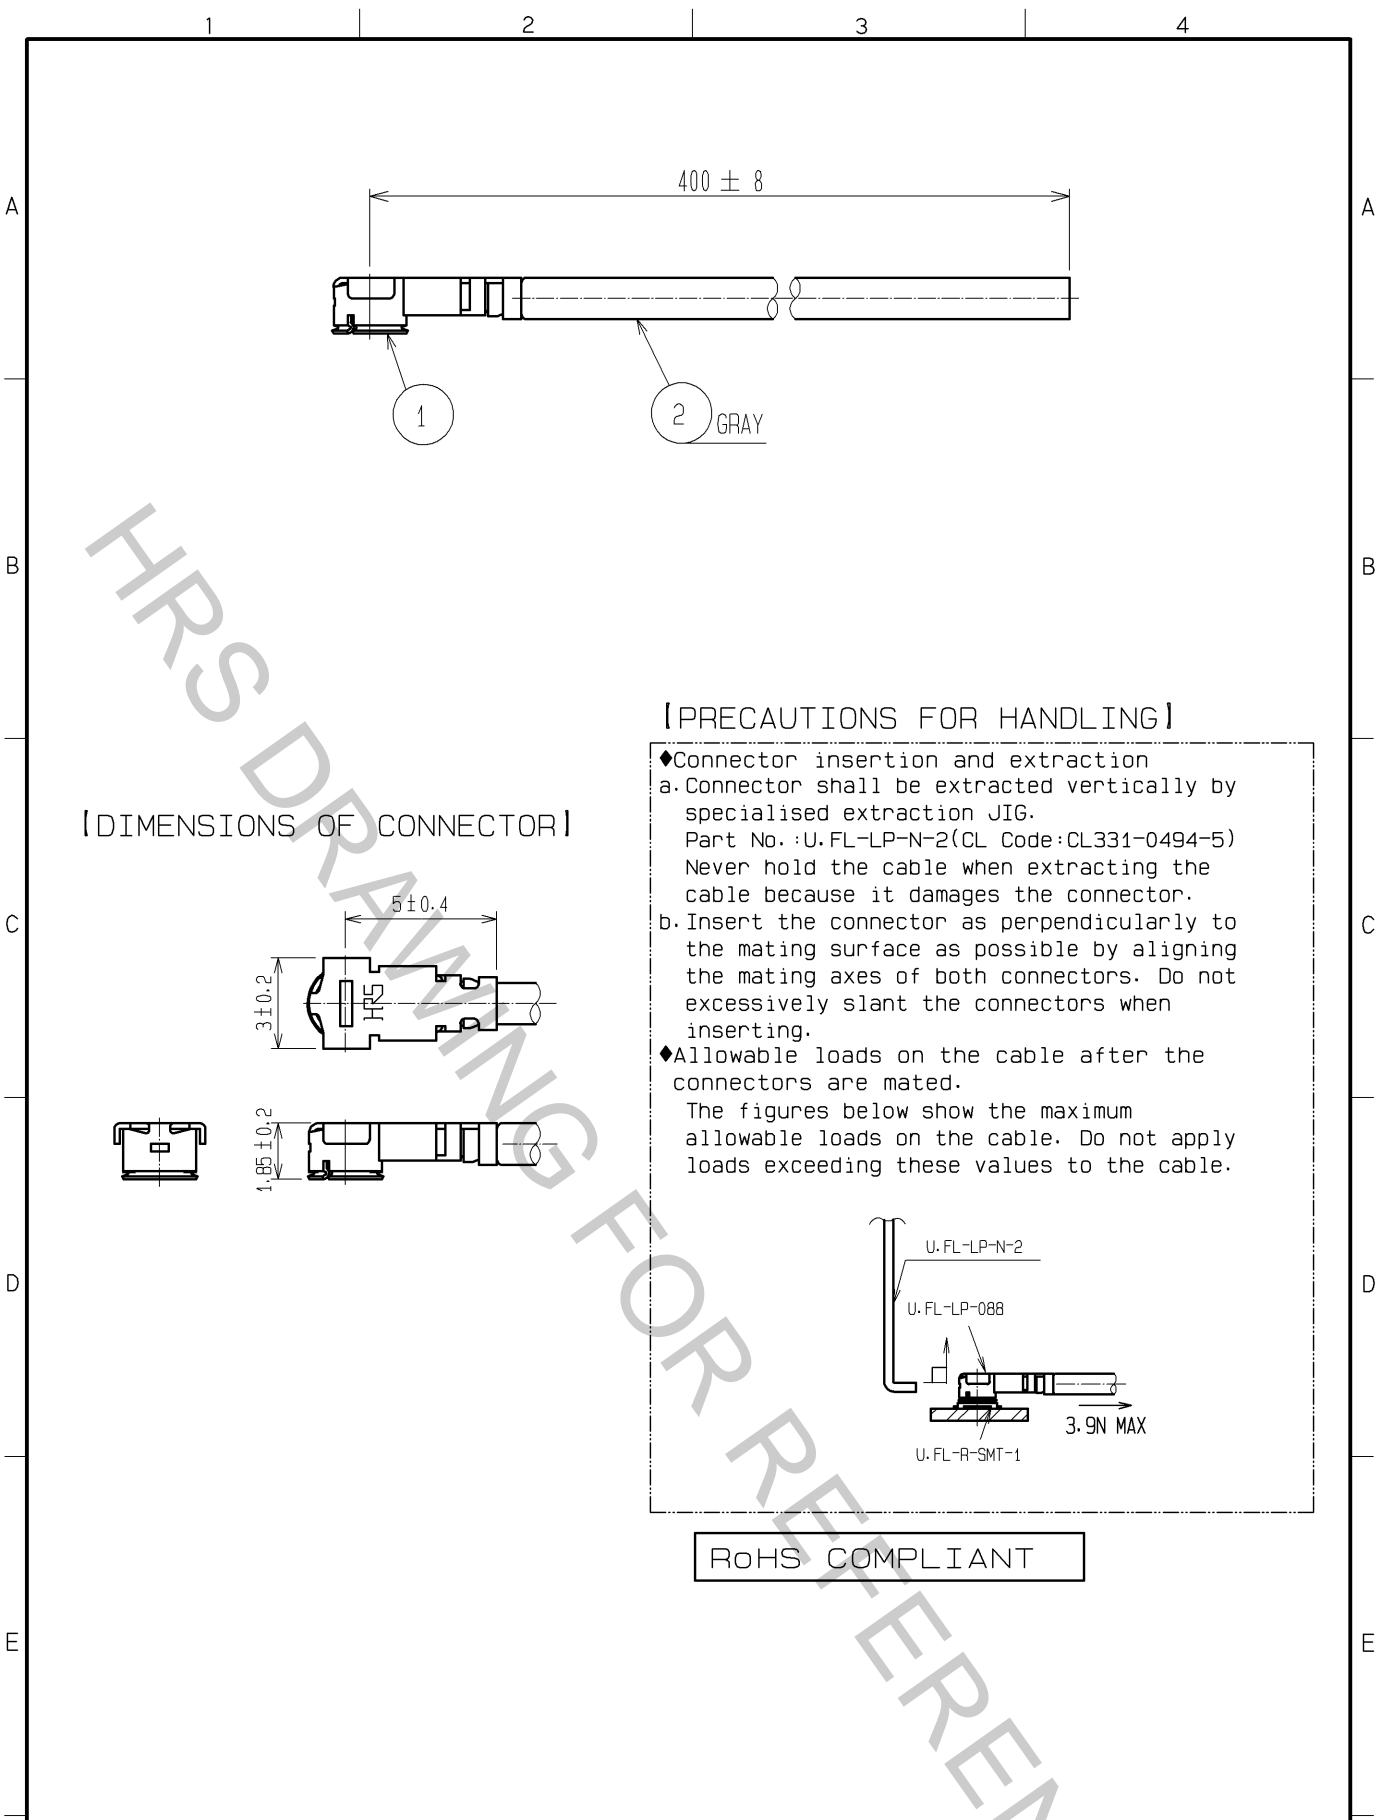 1 2 3 4
400 ± 8
A A
1
2 GRAY
B B
【PRECAUTIONS FOR HANDLING】
◆Connector insertion and extraction
a.Connector shall be extracted vertically by
specialised extraction JIG.
Part No.:U.FL-LP-N-2(CL Code:CL331-0494-5)
Never hold the cable when extracting the
cable because it damages the connector.
b.Insert the connector as perpendicularly to
the mating surface as possible by aligning
the mating axes of both connectors. Do not
excessively slant the connectors when
inserting.
◆Allowable loads on the cable after the
connectors are mated.
The figures below show the maximum
allowable loads on the cable. Do not apply
loads exceeding these values to the cable.
【DIMENSIONS OF CONNECTOR】
5±0.4
C C
3±0.2
HRS
1.85±0.2
U.FL-LP-N-2
D D
U.FL-LP-088
3.9N MAX
U.FL-R-SMT-1
RoHS COMPLIANT
E E
HRS DRAWING FOR REFEREN